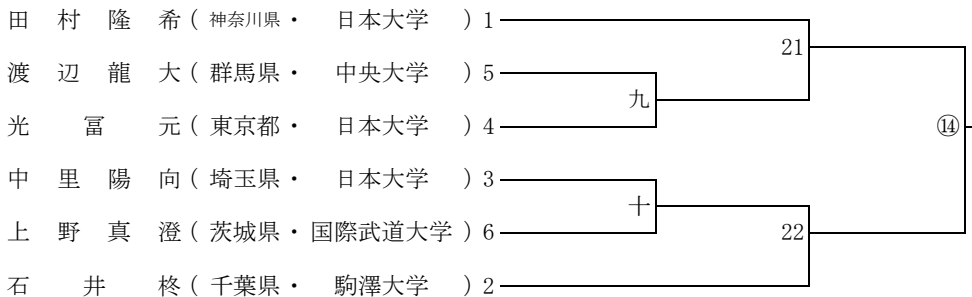 田村隆希(神奈川県・日本大学)1
21
渡辺龍大(群馬県・中央大学)5
九
光冨元(東京都・日本大学)4
⑭
中里陽向(埼玉県・日本大学)3
十
上野真澄(茨城県・国際武道大学)6
22
石井柊(千葉県・駒澤大学)2